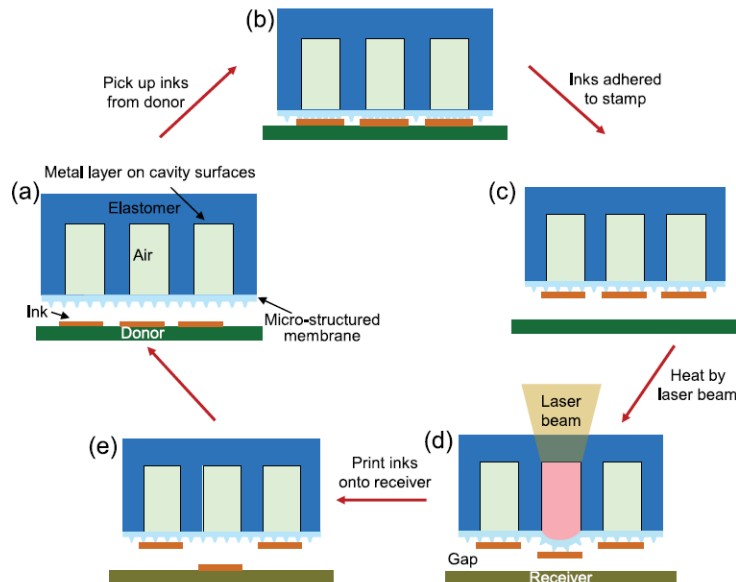 (b)
Pick up inks
from donor
Inks adhered
to stamp
Metal layer on cavity surfaces
(a)
Elastomer
Air
Ink
Donor
Micro-structured
membrane
(c)
Heat by
laser beam
Laser
beam
(d)
Gap
Receiver
Print inks
onto receiver
(e)